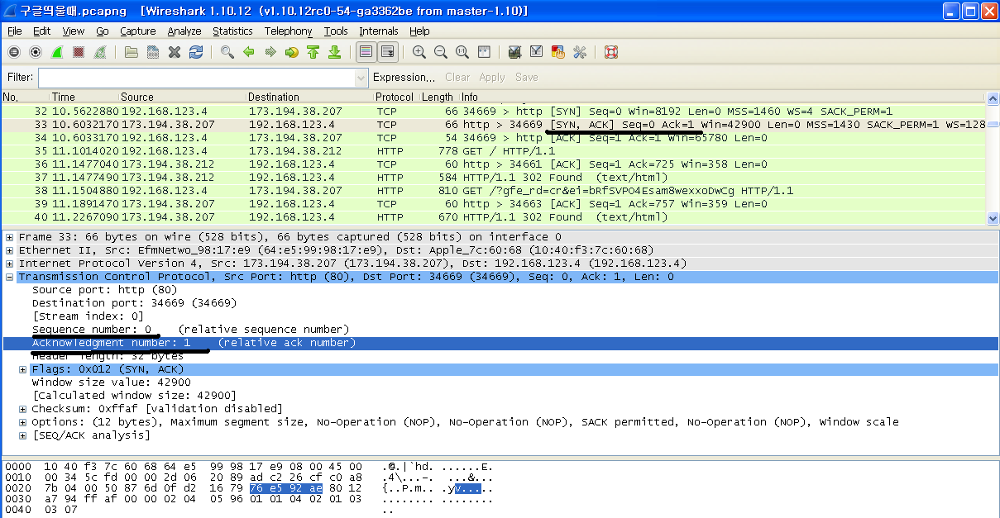 구글띄울때.pcapng [Wireshark 1.10.12 (v1.10.12rc0-54-ga3362be from master-1.10)]
File Edit View Go Capture Analyze Statistics Telephony Tools Internals Help
Filter: Expression... Clear Apply Save
No. Time Source Destination Protocol Length Info
32 10.5622880 192.168.123.4 173.194.38.207 TCP 66 34669 > http [SYN] Seq=0 Win=8192 Len=0 MSS=1460 WS=4 SACK_PERM=1
33 10.6032170 173.194.38.207 192.168.123.4 TCP 66 http > 34669 [SYN, ACK] Seq=0 Ack=1 Win=42900 Len=0 MSS=1430 SACK_PERM=1 WS=128
34 10.6033170 192.168.123.4 173.194.38.207 TCP 54 34669 > http [ACK] Seq=1 Ack=1 Win=65780 Len=0
35 11.1014020 192.168.123.4 173.194.38.212 HTTP 778 GET / HTTP/1.1
36 11.1477040 173.194.38.212 192.168.123.4 TCP 60 http > 34661 [ACK] Seq=1 Ack=725 Win=358 Len=0
37 11.1477490 173.194.38.212 192.168.123.4 HTTP 584 HTTP/1.1 302 Found (text/html)
38 11.1504880 192.168.123.4 173.194.38.207 HTTP 810 GET /?gfe_rd=cr&ei=bRfSVPO4Esam8wexxoDwCg HTTP/1.1
39 11.1891470 173.194.38.207 192.168.123.4 TCP 60 http > 34663 [ACK] Seq=1 Ack=757 Win=359 Len=0
40 11.2267090 173.194.38.207 192.168.123.4 HTTP 670 HTTP/1.1 302 Found (text/html)
Frame 33: 66 bytes on wire (528 bits), 66 bytes captured (528 bits) on interface 0
Ethernet II, Src: EfmNetwo_98:17:e9 (64:e5:99:98:17:e9), Dst: Apple_7c:60:68 (10:40:f3:7c:60:68)
Internet Protocol Version 4, Src: 173.194.38.207 (173.194.38.207), Dst: 192.168.123.4 (192.168.123.4)
Transmission Control Protocol, Src Port: http (80), Dst Port: 34669 (34669), Seq: 0, Ack: 1, Len: 0
Source port: http (80)
Destination port: 34669 (34669)
[Stream index: 0]
Sequence number: 0 (relative sequence number)
Acknowledgment number: 1 (relative ack number)
Header length: 32 bytes
Flags: 0x012 (SYN, ACK)
Window size value: 42900
[Calculated window size: 42900]
Checksum: 0xffaf [validation disabled]
Options: (12 bytes), Maximum segment size, No-Operation (NOP), No-Operation (NOP), SACK permitted, No-Operation (NOP), Window scale
[SEQ/ACK analysis]
0000 10 40 f3 7c 60 68 64 e5 99 98 17 e9 08 00 45 00 .@.|`hd. ......E.
0010 00 34 5c fd 00 00 2d 06 20 89 ad c2 26 cf c0 a8 .4\...-. ...&...
0020 7b 04 00 50 87 6d 0f d2 16 79 76 e5 92 ae 80 12 {..P.m.. .yv.....
0030 a7 94 ff af 00 00 02 04 05 96 01 01 04 02 01 03 ........ ........
0040 03 07 ..